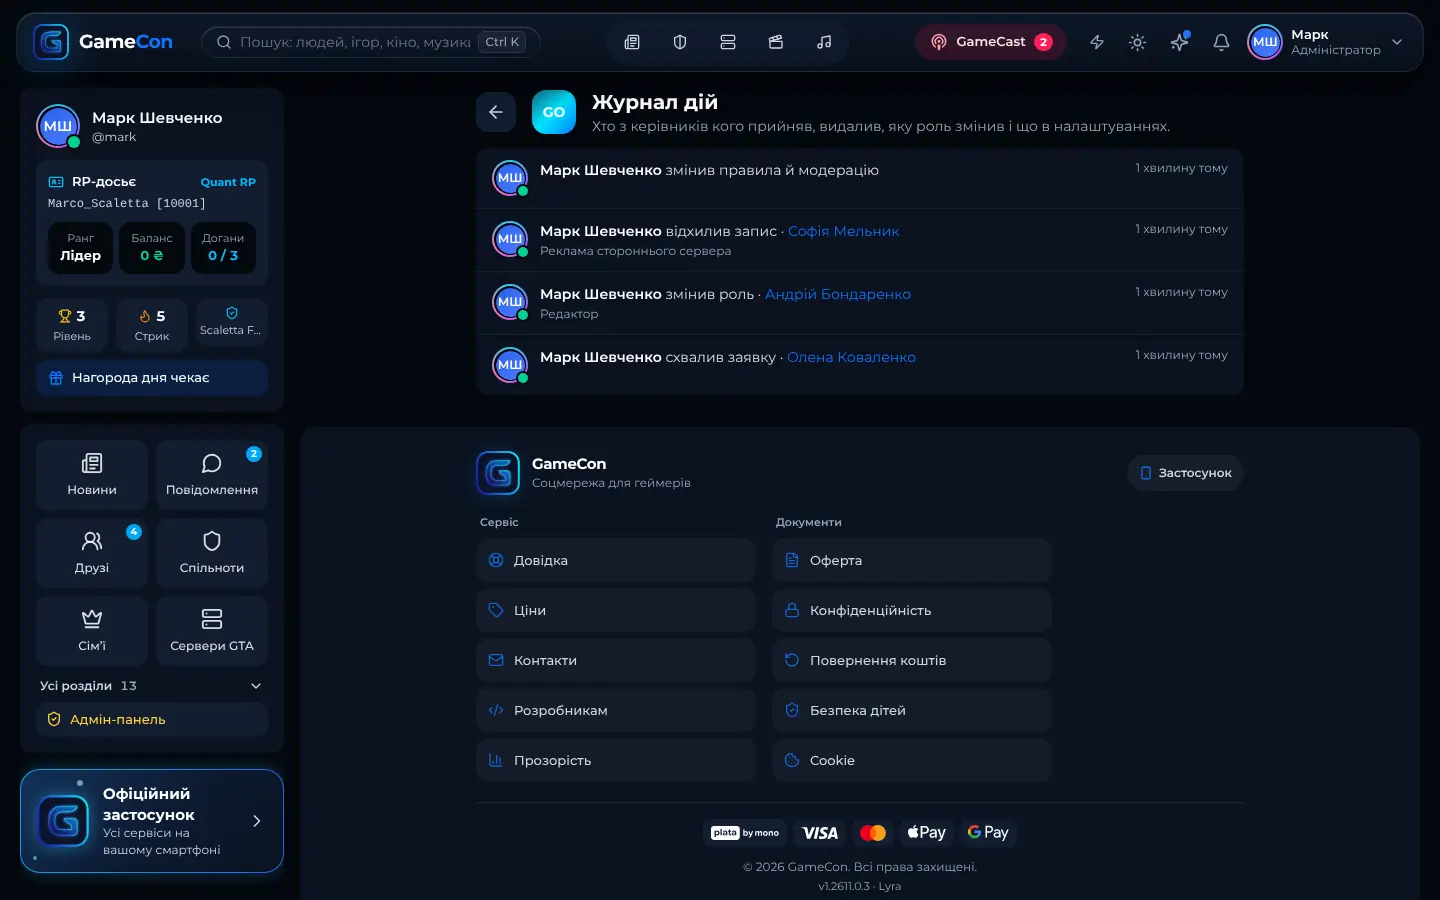 GameCon
Пошук: людей, ігор, кіно, музики
Ctrl K
GameCast 2
МШ
Марк
Адміністратор
МШ
Марк Шевченко
@mark
RP-досьє
Quant RP
Marco_Scaletta [10001]
Ранг
Лідер
Баланс
0 ₴
Догани
0 / 3
3
Рівень
5
Стрик
Scaletta F...
Нагорода дня чекає
Новини
2
Повідомлення
4
Друзі
Спільноти
Сім'ї
Сервери GTA
Усі розділи 13
Адмін-панель
Офіційний
застосунок
Усі сервіси на
вашому смартфоні
GO
Журнал дій
Хто з керівників кого прийняв, видалив, яку роль змінив і що в налаштуваннях.
МШ
Марк Шевченко змінив правила й модерацію
1 хвилину тому
МШ
Марк Шевченко відхилив запис · Софія Мельник
1 хвилину тому
Реклама стороннього сервера
МШ
Марк Шевченко змінив роль · Андрій Бондаренко
1 хвилину тому
Редактор
МШ
Марк Шевченко схвалив заявку · Олена Коваленко
1 хвилину тому
GameCon
Соцмережа для геймерів
Застосунок
Сервіс
Довідка
Ціни
Контакти
Розробникам
Прозорість
Документи
Оферта
Конфіденційність
Повернення коштів
Безпека дітей
Cookie
plata by mono
VISA
Pay
G Pay
© 2026 GameCon. Всі права захищені.
v1.2611.0.3 · Lyra